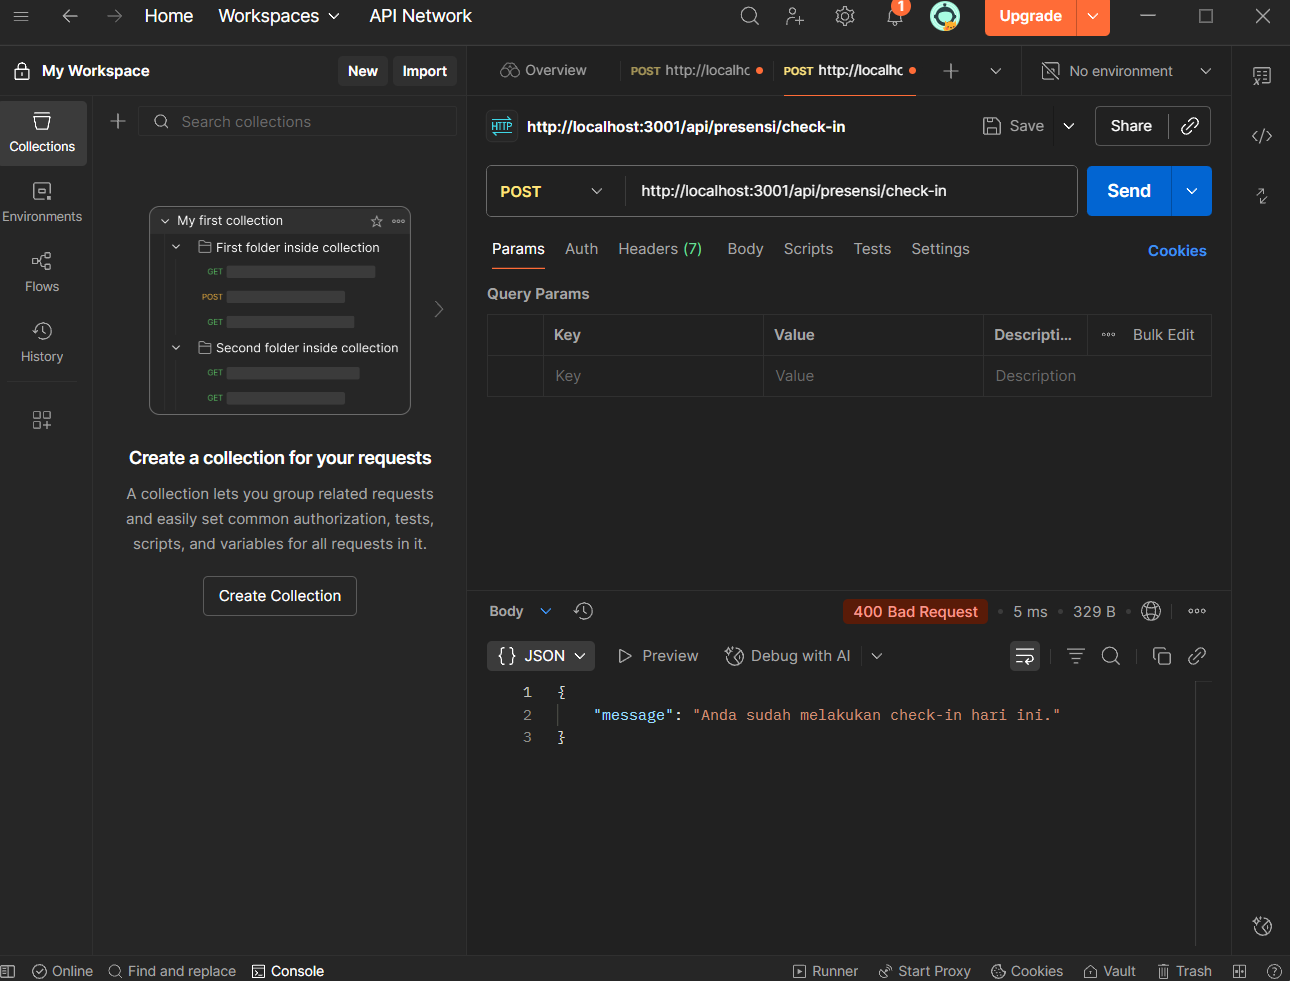 Home Workspaces API Network 1 Upgrade
My Workspace New Import
Overview POST http://localhc POST http://localhc No environment
Collections
Search collections
HTTP http://localhost:3001/api/presensi/check-in Save Share
Environments
POST http://localhost:3001/api/presensi/check-in Send
My first collection
First folder inside collection
GET
POST
GET
Second folder inside collection
GET
GET
Flows
History
Params Auth Headers (7) Body Scripts Tests Settings Cookies
Query Params
Key Value Descripti... Bulk Edit
Key Value Description
Create a collection for your requests
A collection lets you group related requests
and easily set common authorization, tests,
scripts, and variables for all requests in it.
Create Collection
Body 400 Bad Request 5 ms 329 B
{} JSON Preview Debug with AI
1 {
2 "message": "Anda sudah melakukan check-in hari ini."
3 }
Online Find and replace Console Runner Start Proxy Cookies Vault Trash